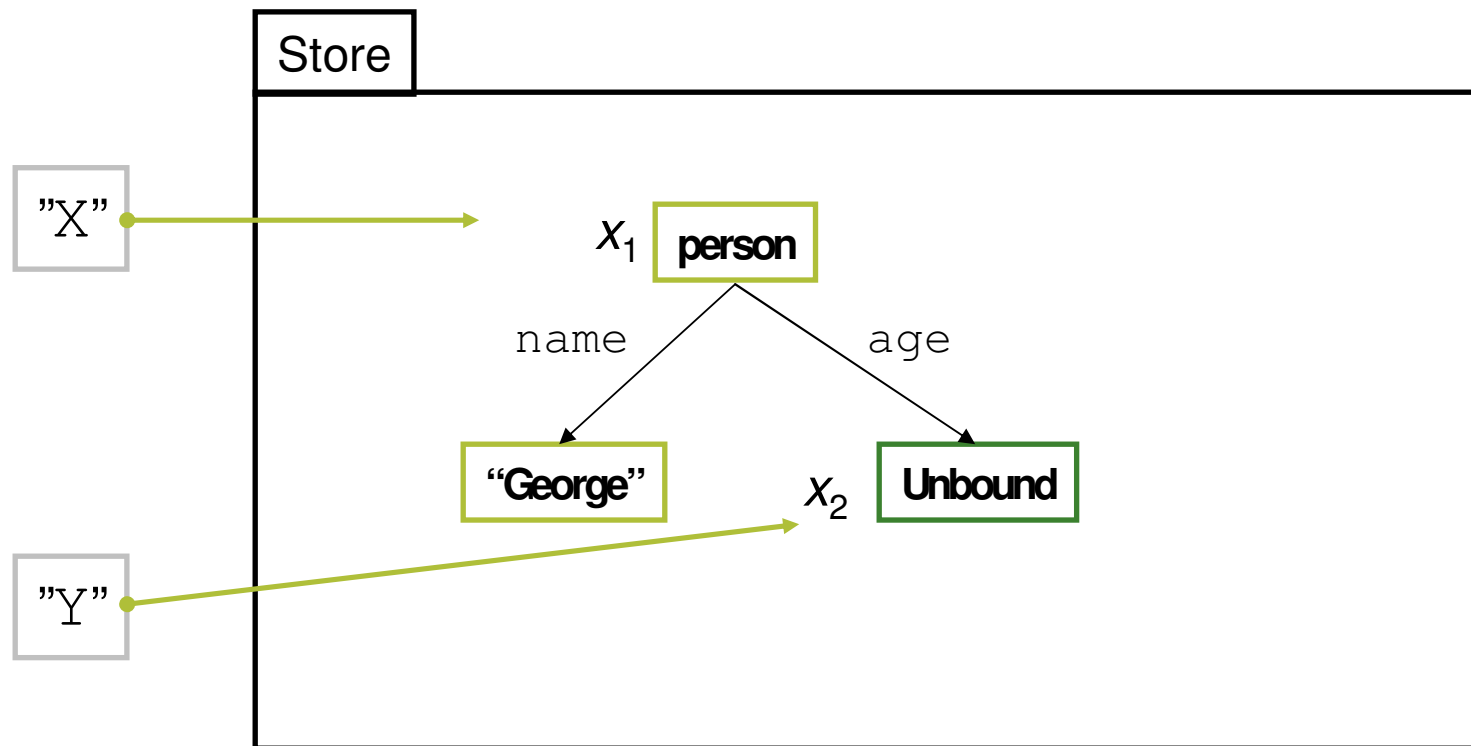 Store
”X”
x₁ person
name age
“George” x₂ Unbound
”Y”